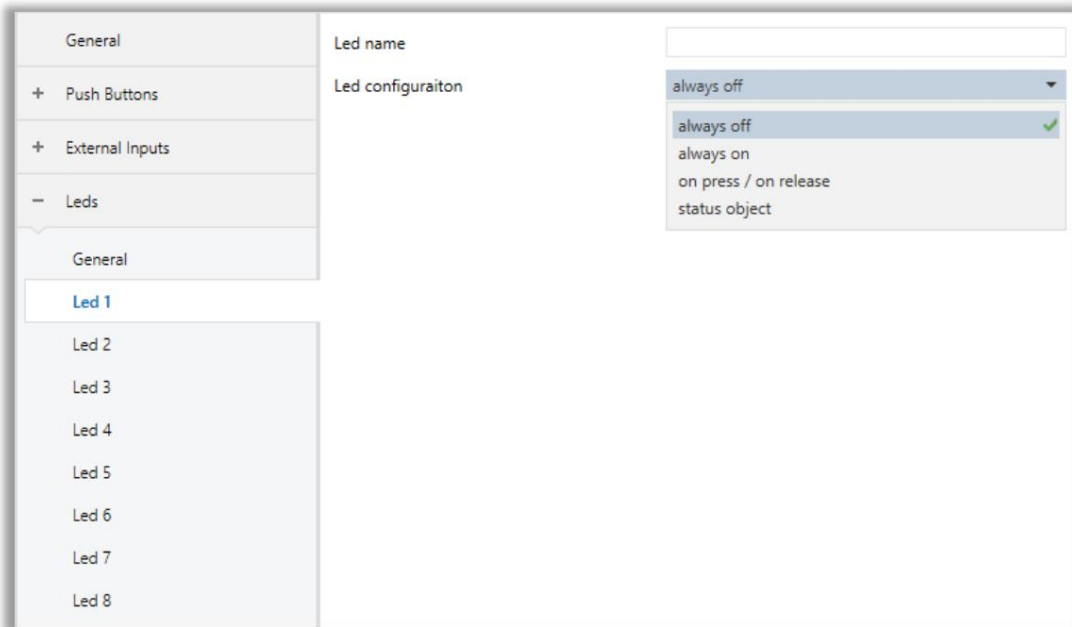 General
+ Push Buttons
+ External Inputs
− Leds
General
Led 1
Led 2
Led 3
Led 4
Led 5
Led 6
Led 7
Led 8
Led name
Led configuraiton
always off
always off
always on
on press / on release
status object